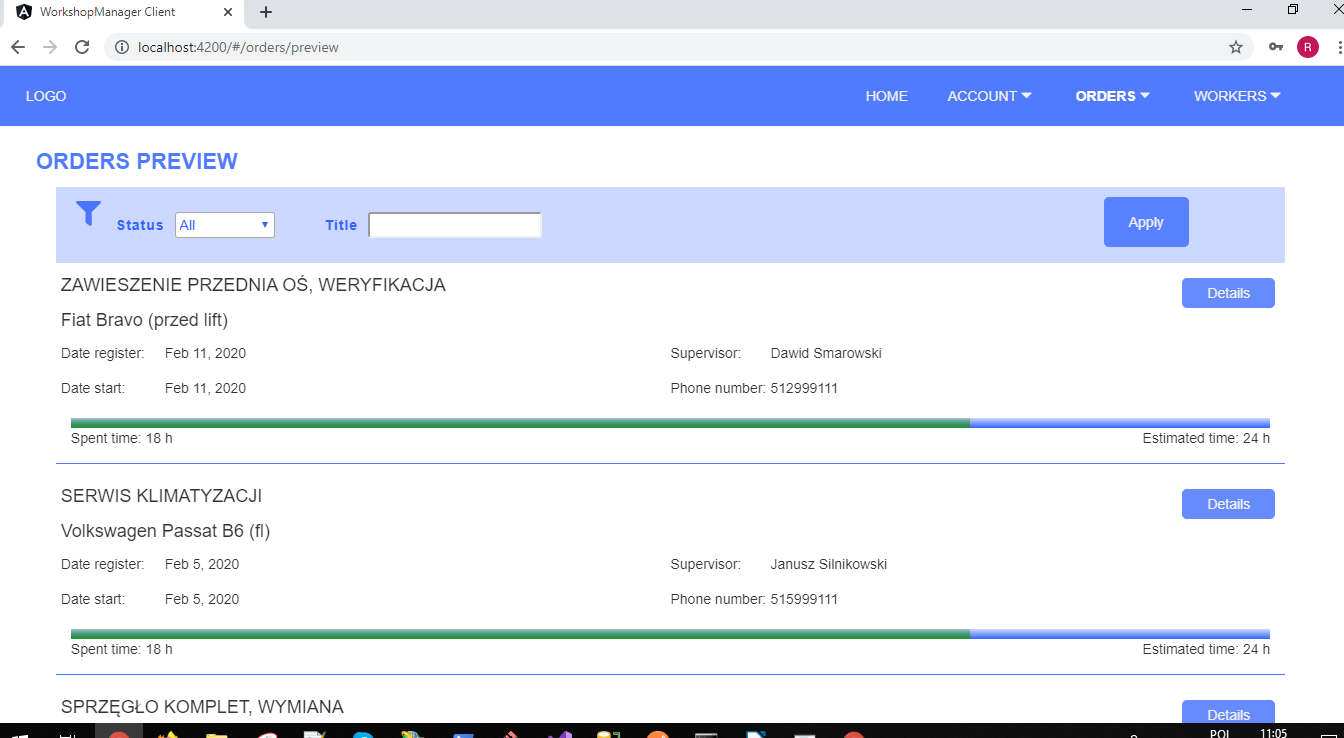 WorkshopManager Client
localhost:4200/#/orders/preview
R
LOGO HOME ACCOUNT ORDERS WORKERS
ORDERS PREVIEW
Status All Title Apply
ZAWIESZENIE PRZEDNIA OŚ, WERYFIKACJA Details
Fiat Bravo (przed lift)
Date register: Feb 11, 2020 Supervisor: Dawid Smarowski
Date start: Feb 11, 2020 Phone number: 512999111
Spent time: 18 h Estimated time: 24 h
SERWIS KLIMATYZACJI Details
Volkswagen Passat B6 (fl)
Date register: Feb 5, 2020 Supervisor: Janusz Silnikowski
Date start: Feb 5, 2020 Phone number: 515999111
Spent time: 18 h Estimated time: 24 h
SPRZĘGŁO KOMPLET, WYMIANA Details
POL 11:05